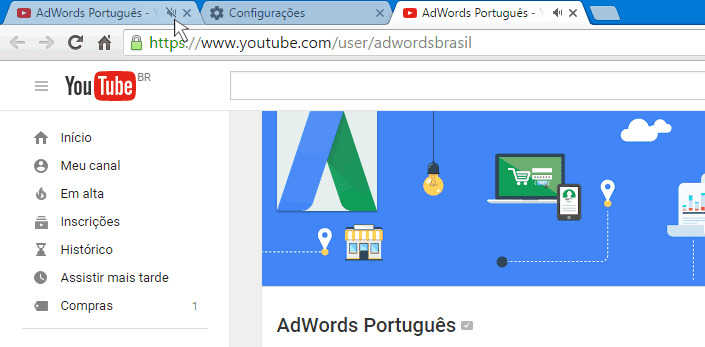 AdWords Português - Y
Configurações
AdWords Português - Y
https://www.youtube.com/user/adwordsbrasil
YouTube BR
Início
Meu canal
Em alta
Inscrições
Histórico
Assistir mais tarde
Compras 1
AdWords Português